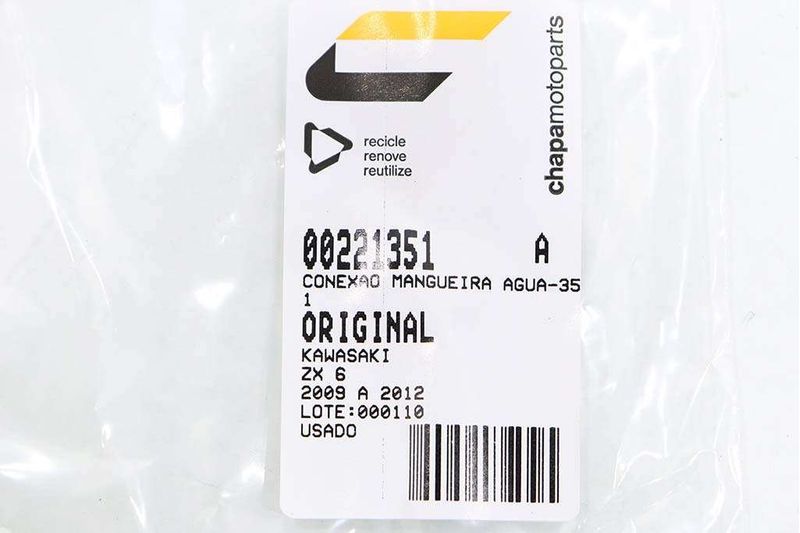 chapamotoparts
recicle
renove
reutilize
00221351 A
CONEXAO MANGUEIRA AGUA-35
1
ORIGINAL
KAWASAKI
ZX 6
2009 A 2012
LOTE:000110
USADO